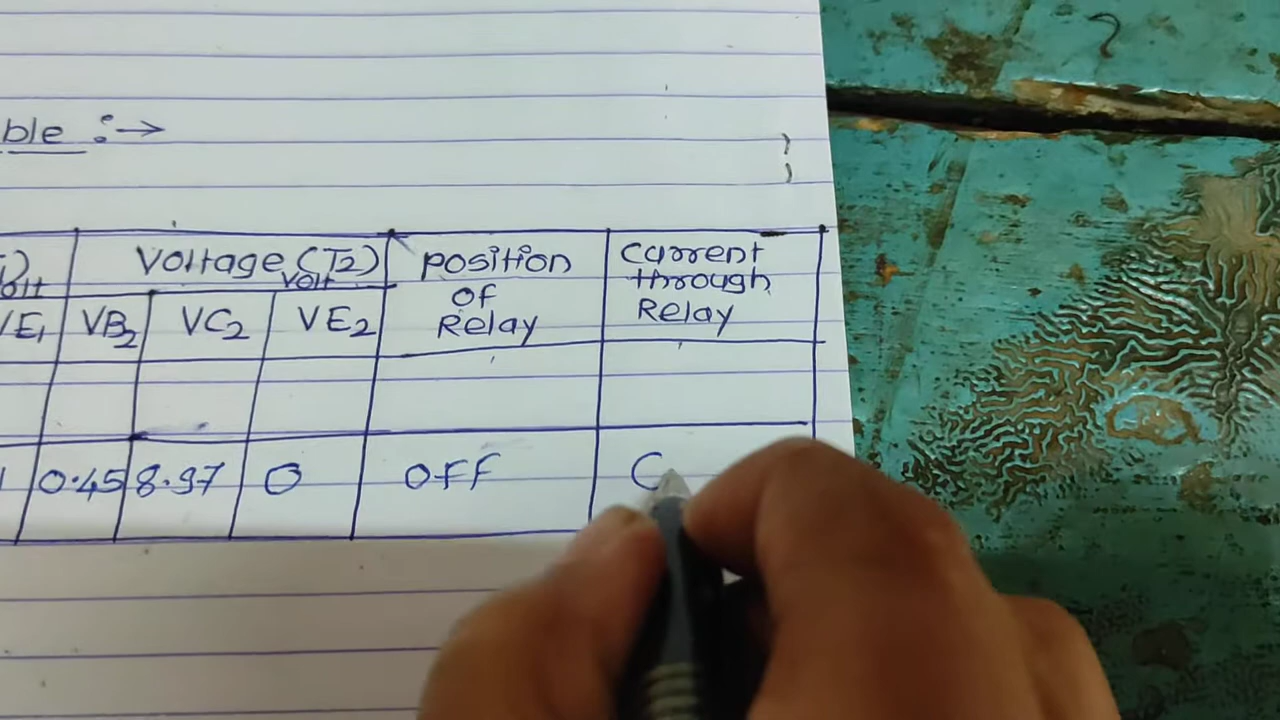 ble :→
Voltage (T2) Position Current
Volt through
VE1 VB2 VC2 VE2 of Relay
Relay
0.45 8.97 0 OFF C